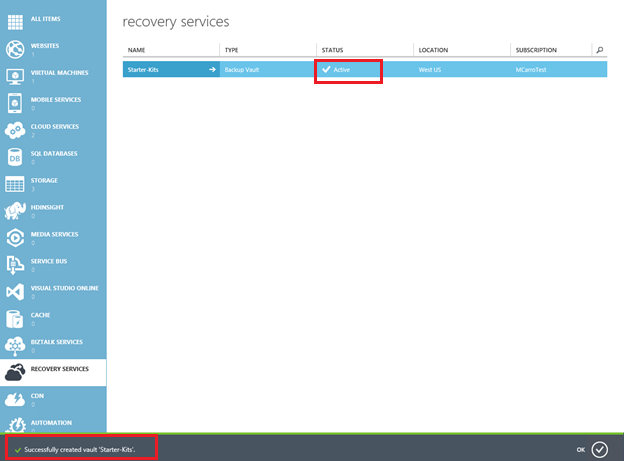 ALL ITEMS
WEBSITES
1
VIRTUAL MACHINES
1
MOBILE SERVICES
0
CLOUD SERVICES
2
SQL DATABASES
0
DB
STORAGE
3
HDINSIGHT
0
MEDIA SERVICES
0
SERVICE BUS
0
VISUAL STUDIO ONLINE
0
CACHE
0
BIZTALK SERVICES
0
RECOVERY SERVICES
CDN
0
AUTOMATION
0
recovery services
NAME TYPE STATUS LOCATION SUBSCRIPTION
Starter-Kits Backup Vault Active West US MCarroTest
Successfully created vault 'Starter-Kits'.
OK